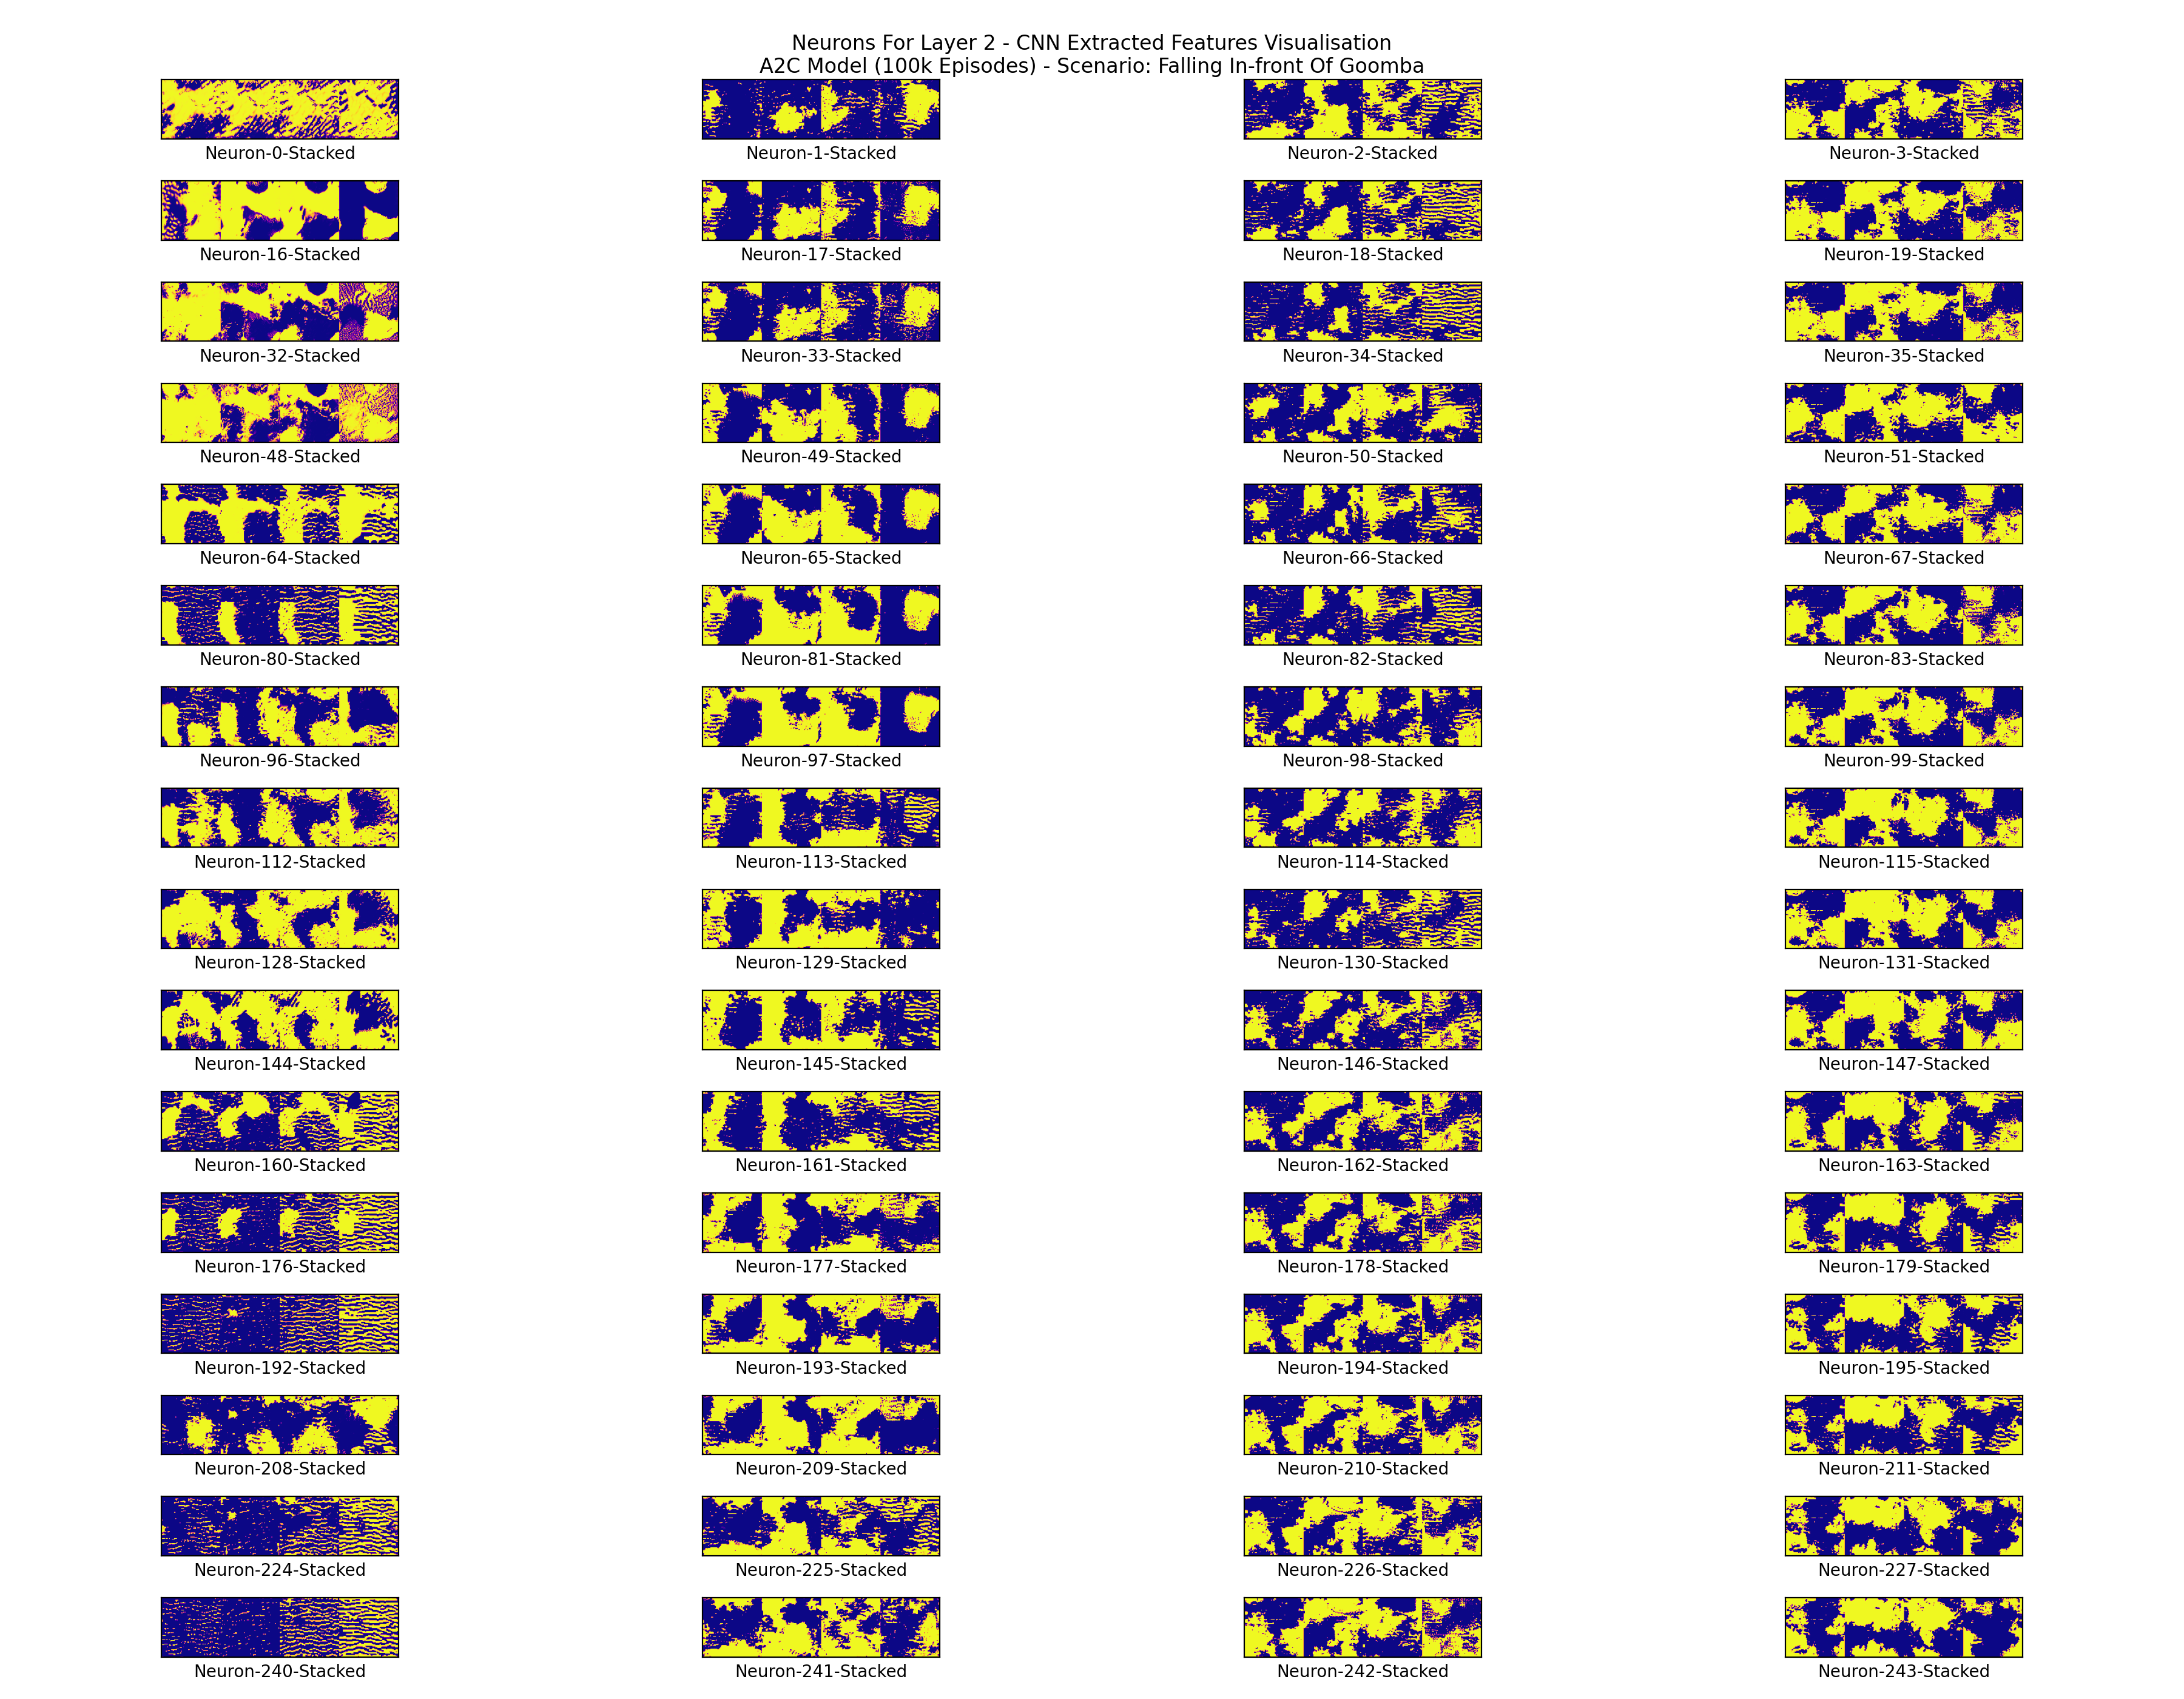 Neurons For Layer 2 - CNN Extracted Features Visualisation
A2C Model (100k Episodes) - Scenario: Falling In-front Of Goomba
Neuron-0-Stacked
Neuron-1-Stacked
Neuron-2-Stacked
Neuron-3-Stacked
Neuron-16-Stacked
Neuron-17-Stacked
Neuron-18-Stacked
Neuron-19-Stacked
Neuron-32-Stacked
Neuron-33-Stacked
Neuron-34-Stacked
Neuron-35-Stacked
Neuron-48-Stacked
Neuron-49-Stacked
Neuron-50-Stacked
Neuron-51-Stacked
Neuron-64-Stacked
Neuron-65-Stacked
Neuron-66-Stacked
Neuron-67-Stacked
Neuron-80-Stacked
Neuron-81-Stacked
Neuron-82-Stacked
Neuron-83-Stacked
Neuron-96-Stacked
Neuron-97-Stacked
Neuron-98-Stacked
Neuron-99-Stacked
Neuron-112-Stacked
Neuron-113-Stacked
Neuron-114-Stacked
Neuron-115-Stacked
Neuron-128-Stacked
Neuron-129-Stacked
Neuron-130-Stacked
Neuron-131-Stacked
Neuron-144-Stacked
Neuron-145-Stacked
Neuron-146-Stacked
Neuron-147-Stacked
Neuron-160-Stacked
Neuron-161-Stacked
Neuron-162-Stacked
Neuron-163-Stacked
Neuron-176-Stacked
Neuron-177-Stacked
Neuron-178-Stacked
Neuron-179-Stacked
Neuron-192-Stacked
Neuron-193-Stacked
Neuron-194-Stacked
Neuron-195-Stacked
Neuron-208-Stacked
Neuron-209-Stacked
Neuron-210-Stacked
Neuron-211-Stacked
Neuron-224-Stacked
Neuron-225-Stacked
Neuron-226-Stacked
Neuron-227-Stacked
Neuron-240-Stacked
Neuron-241-Stacked
Neuron-242-Stacked
Neuron-243-Stacked